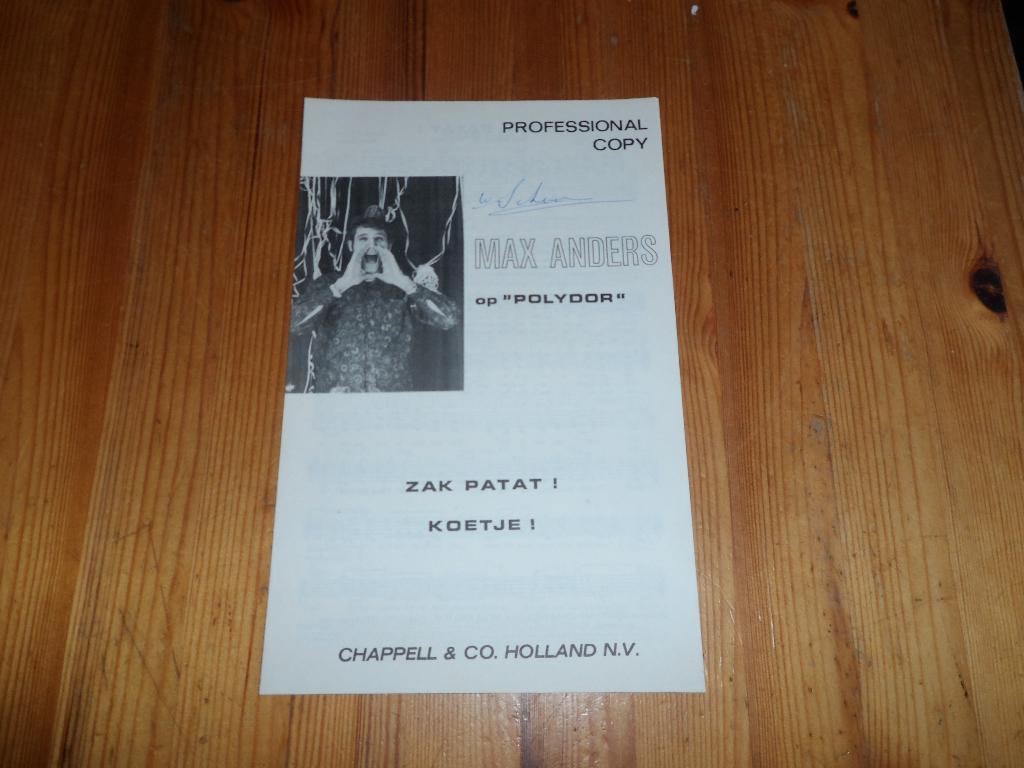 PROFESSIONAL
COPY
MAX ANDERS
op "POLYDOR"
ZAK PATAT !
KOETJE !
CHAPPELL & CO. HOLLAND N.V.